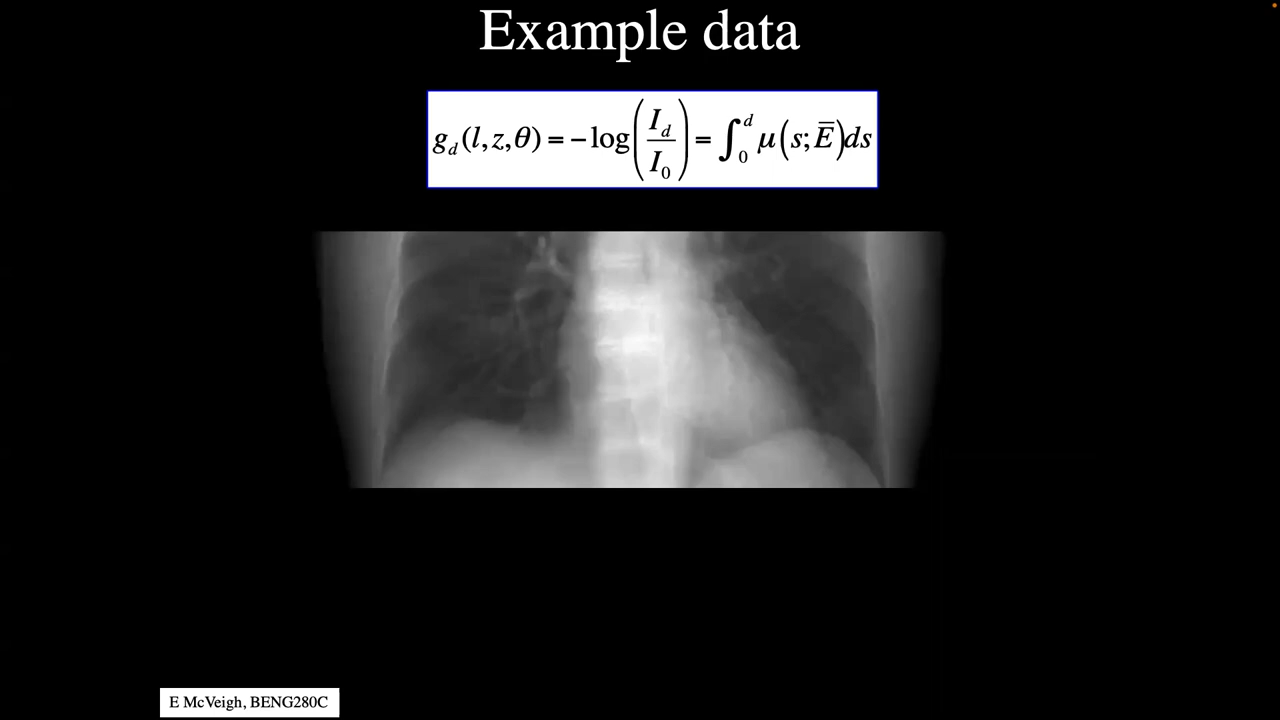 Example data
g_d(l,z,θ) = −log(I_d/I_0) = ∫_0^d μ(s;E̅)ds
E McVeigh, BENG280C